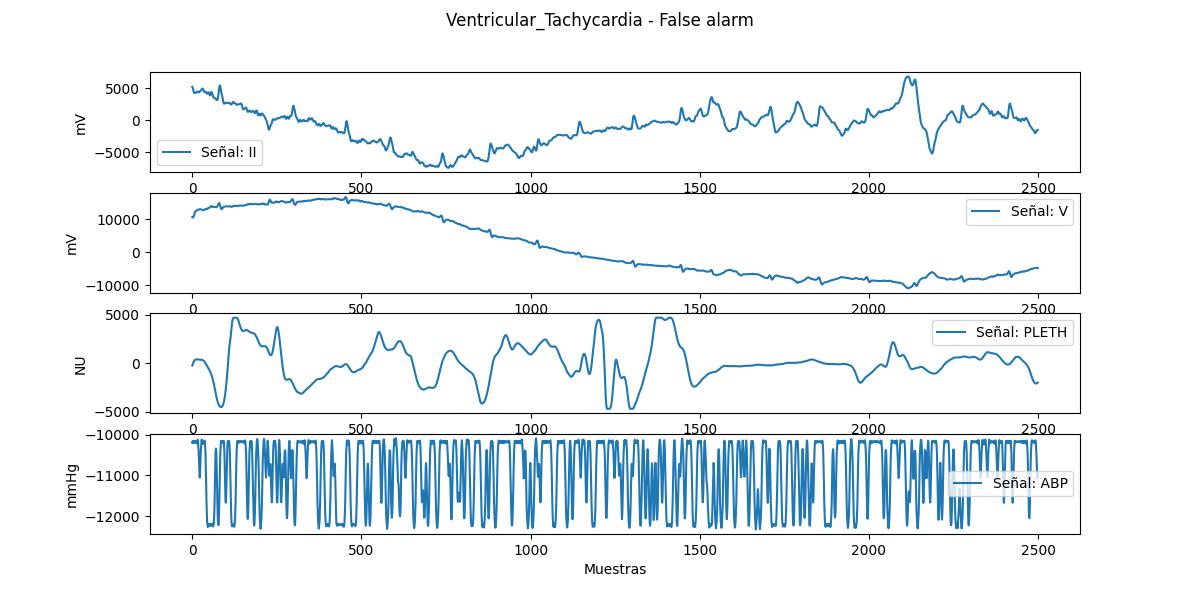 Ventricular_Tachycardia - False alarm
5000
0
−5000
mV
Señal: II
0 500 1000 1500 2000 2500
10000
0
−10000
mV
Señal: V
0 500 1000 1500 2000 2500
5000
0
−5000
NU
Señal: PLETH
0 500 1000 1500 2000 2500
−10000
−11000
−12000
mmHg
Señal: ABP
0 500 1000 1500 2000 2500
Muestras